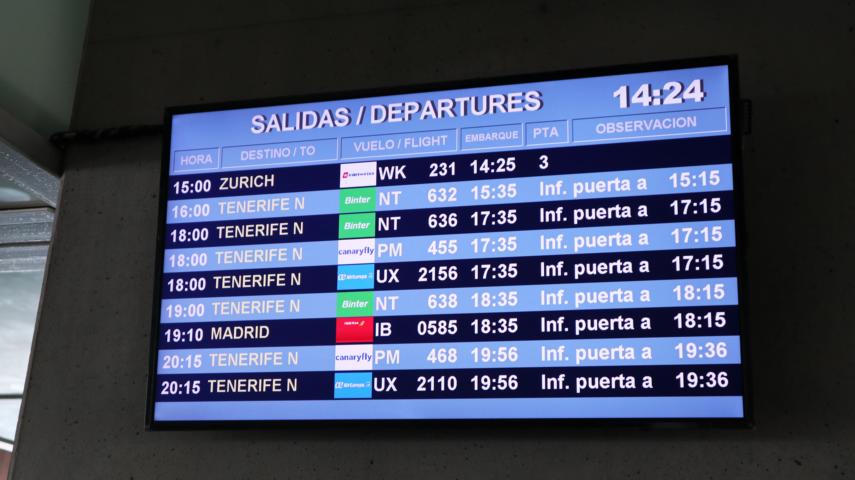 SALIDAS / DEPARTURES 14:24
HORA DESTINO / TO VUELO / FLIGHT EMBARQUE PTA OBSERVACION
15:00 ZURICH WK 231 14:25 3
16:00 TENERIFE N Binter NT 632 15:35 Inf. puerta a 15:15
18:00 TENERIFE N Binter NT 636 17:35 Inf. puerta a 17:15
18:00 TENERIFE N canaryfly PM 455 17:35 Inf. puerta a 17:15
18:00 TENERIFE N UX 2156 17:35 Inf. puerta a 17:15
19:00 TENERIFE N Binter NT 638 18:35 Inf. puerta a 18:15
19:10 MADRID IB 0585 18:35 Inf. puerta a 18:15
20:15 TENERIFE N canaryfly PM 468 19:56 Inf. puerta a 19:36
20:15 TENERIFE N UX 2110 19:56 Inf. puerta a 19:36